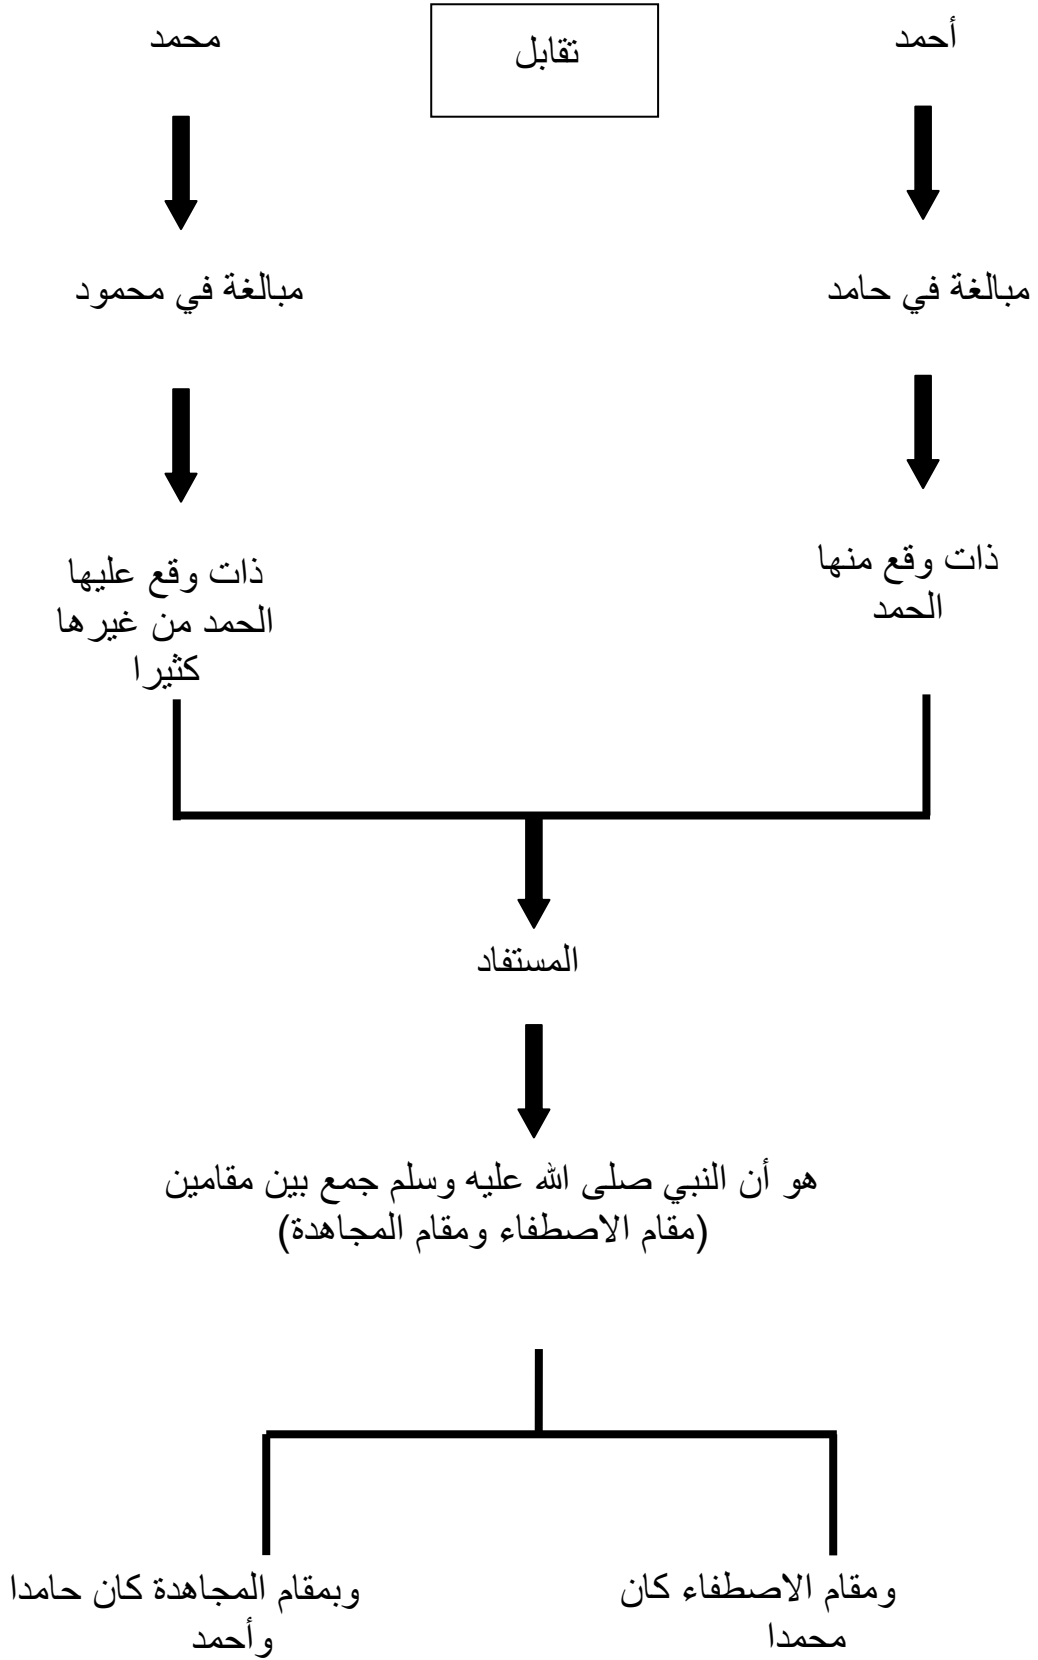 أحمد
تقابل
محمد
مبالغة في حامد
مبالغة في محمود
ذات وقع منها
الحمد
ذات وقع عليها
الحمد من غيرها
كثيرا
المستفاد
هو أن النبي صلى الله عليه وسلم جمع بين مقامين
(مقام الاصطفاء ومقام المجاهدة)
ومقام الاصطفاء كان
محمدا
وبمقام المجاهدة كان حامدا
وأحمد